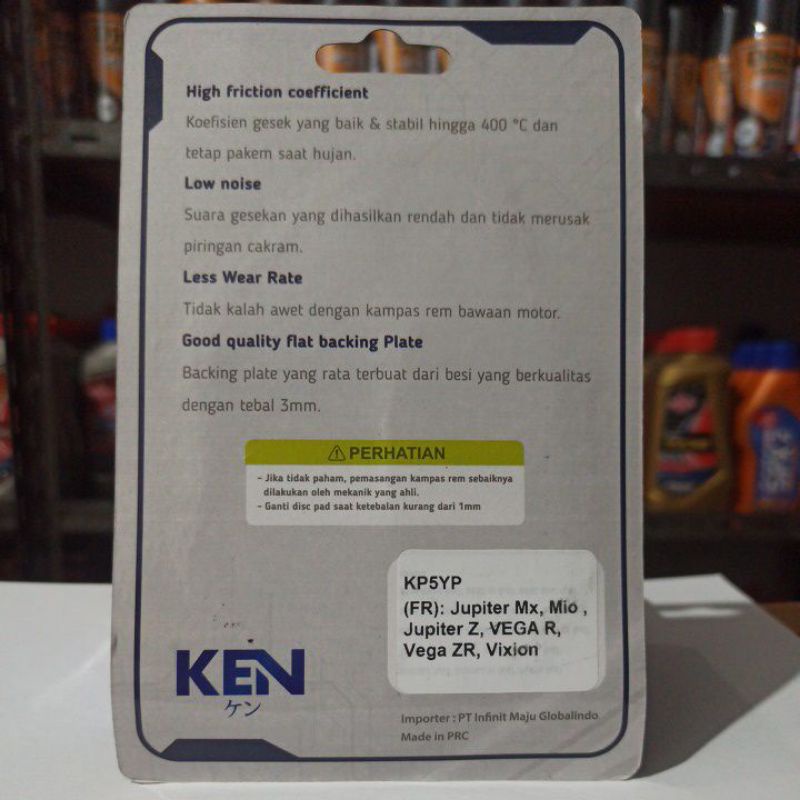 High friction coefficient
Koefisien gesek yang baik & stabil hingga 400 °C dan
tetap pakem saat hujan.
Low noise
Suara gesekan yang dihasilkan rendah dan tidak merusak
piringan cakram.
Less Wear Rate
Tidak kalah awet dengan kampas rem bawaan motor.
Good quality flat backing Plate
Backing plate yang rata terbuat dari besi yang berkualitas
dengan tebal 3mm.
PERHATIAN
- Jika tidak paham, pemasangan kampas rem sebaiknya
dilakukan oleh mekanik yang ahli.
- Ganti disc pad saat ketebalan kurang dari 1mm
KP5YP
(FR): Jupiter Mx, Mio ,
Jupiter Z, VEGA R,
Vega ZR, Vixion
KEN
ケン
Importer : PT Infinit Maju Globalindo
Made in PRC